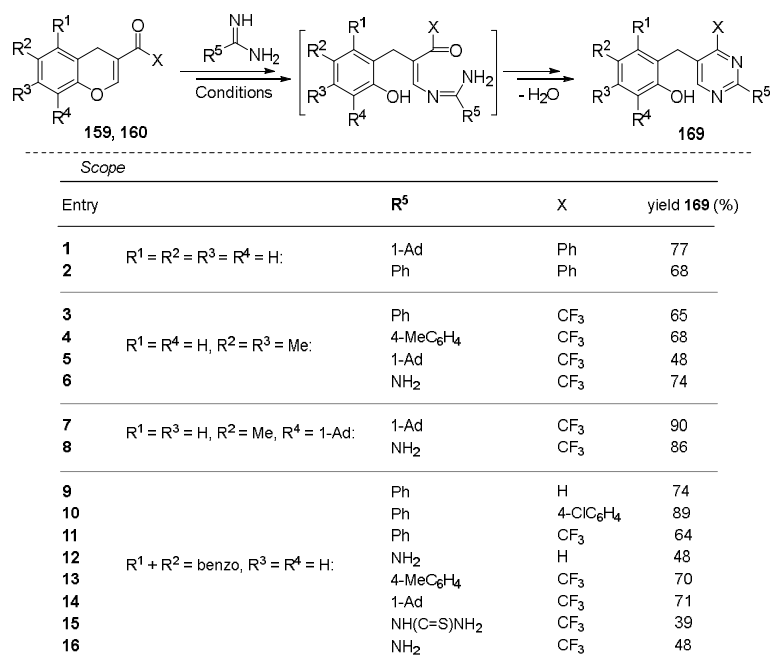 R¹ O NH R¹ X R¹ X
R² X R⁵ NH₂ R² O NH₂ R² N
R³ O Conditions R³ OH N R⁵ - H₂O R³ OH N R⁵
R⁴ R⁴ R⁴
159, 160 169
Scope
Entry R⁵ X yield 169 (%)
1 R¹ = R² = R³ = R⁴ = H: 1-Ad Ph 77
2 Ph Ph 68
3 Ph CF₃ 65
4 R¹ = R⁴ = H, R² = R³ = Me: 4-MeC₆H₄ CF₃ 68
5 1-Ad CF₃ 48
6 NH₂ CF₃ 74
7 R¹ = R³ = H, R² = Me, R⁴ = 1-Ad: 1-Ad CF₃ 90
8 NH₂ CF₃ 86
9 Ph H 74
10 Ph 4-ClC₆H₄ 89
11 Ph CF₃ 64
12 R¹ + R² = benzo, R³ = R⁴ = H: NH₂ H 48
13 4-MeC₆H₄ CF₃ 70
14 1-Ad CF₃ 71
15 NH(C=S)NH₂ CF₃ 39
16 NH₂ CF₃ 48